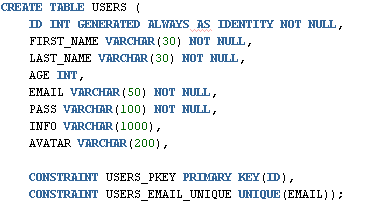 CREATE TABLE USERS (
ID INT GENERATED ALWAYS AS IDENTITY NOT NULL,
FIRST_NAME VARCHAR(30) NOT NULL,
LAST_NAME VARCHAR(30) NOT NULL,
AGE INT,
EMAIL VARCHAR(50) NOT NULL,
PASS VARCHAR(100) NOT NULL,
INFO VARCHAR(1000),
AVATAR VARCHAR(200),
CONSTRAINT USERS_PKEY PRIMARY KEY(ID),
CONSTRAINT USERS_EMAIL_UNIQUE UNIQUE(EMAIL));